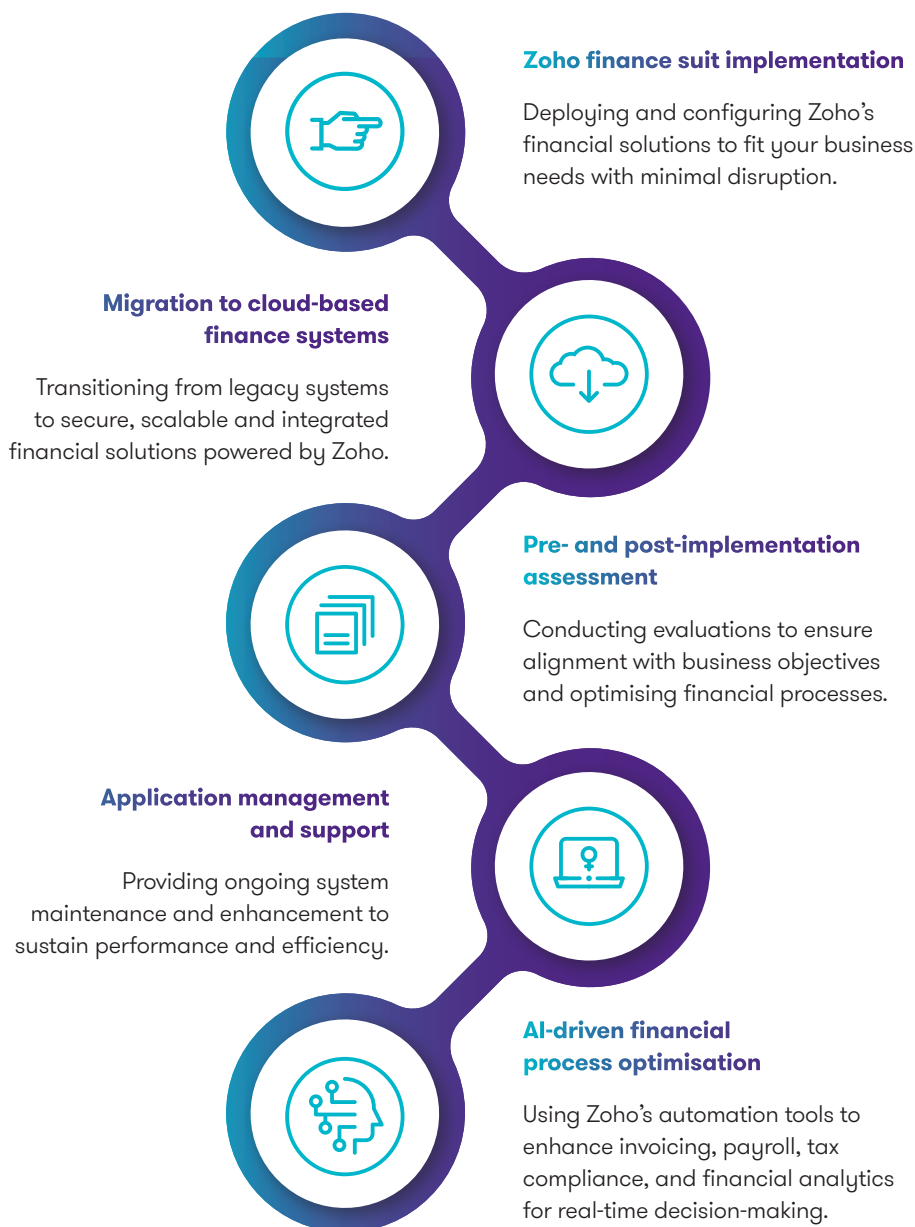 Zoho finance suit implementation
Deploying and configuring Zoho's
financial solutions to fit your business
needs with minimal disruption.
Migration to cloud-based
finance systems
Transitioning from legacy systems
to secure, scalable and integrated
financial solutions powered by Zoho.
Pre- and post-implementation
assessment
Conducting evaluations to ensure
alignment with business objectives
and optimising financial processes.
Application management
and support
Providing ongoing system
maintenance and enhancement to
sustain performance and efficiency.
AI-driven financial
process optimisation
Using Zoho's automation tools to
enhance invoicing, payroll, tax
compliance, and financial analytics
for real-time decision-making.